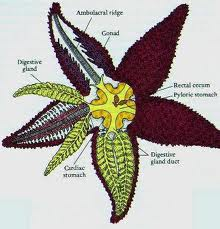 Ambulacral ridge
Gonad
Digestive
gland
Rectal cecum
Pyloric stomach
Cardiac
stomach
Digestive
gland duct